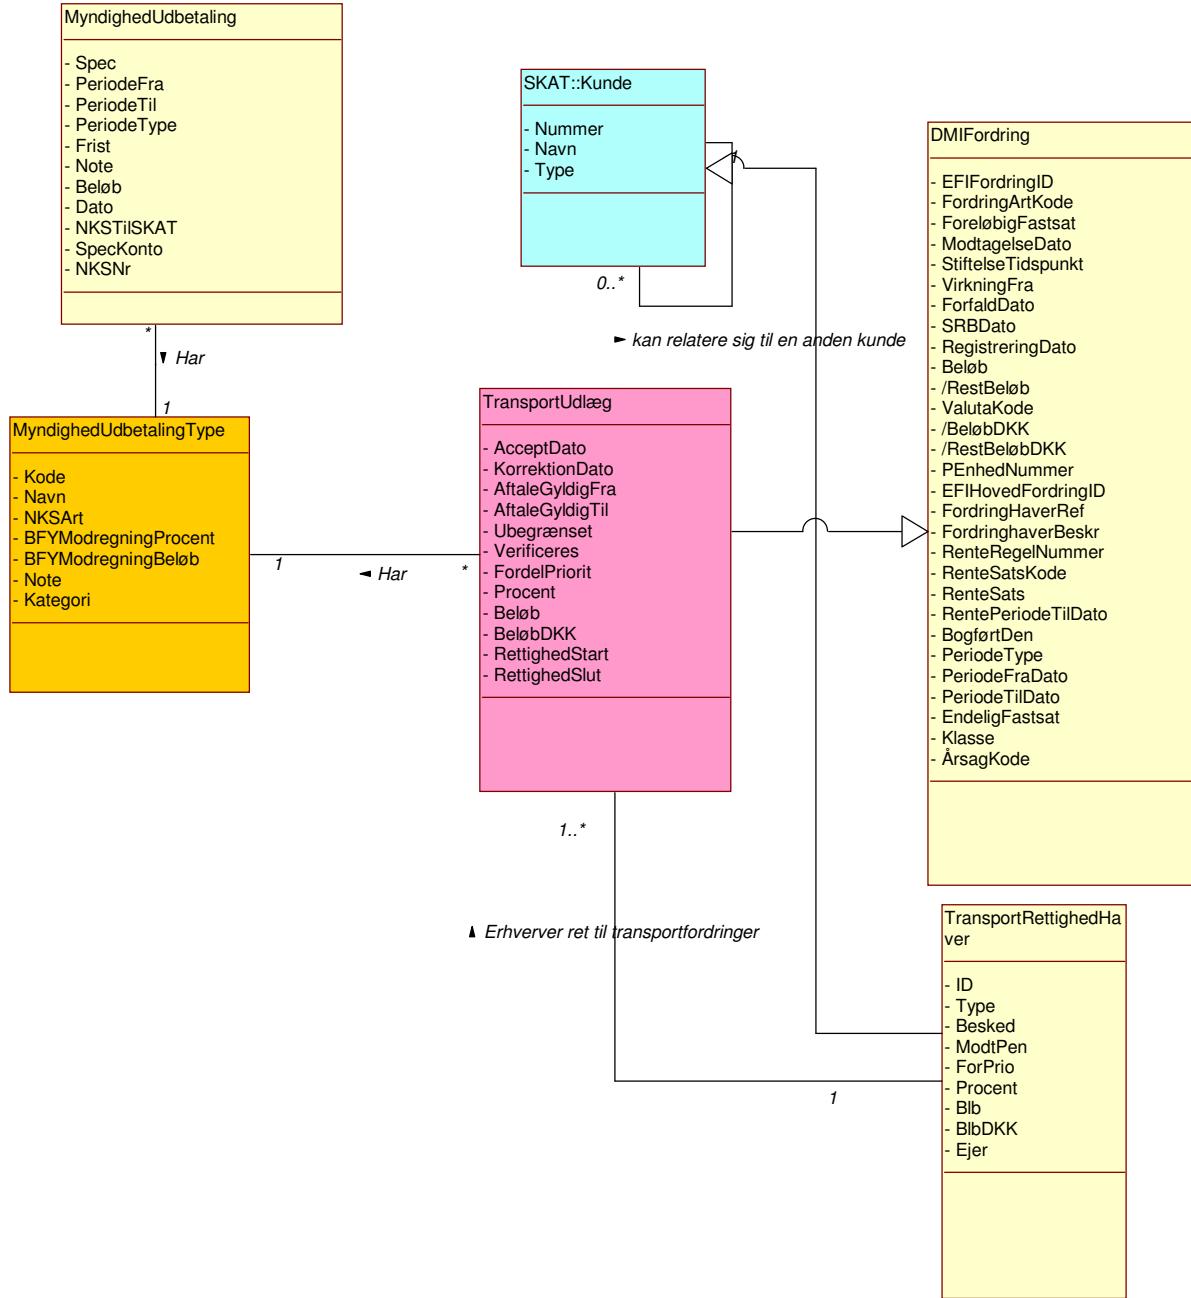 MyndighedUdbetaling
- Spec
- PeriodeFra
- PeriodeTil
- PeriodeType
- Frist
- Note
- Beløb
- Dato
- NKSTilSKAT
- SpecKonto
- NKSNr
*
Har
1
MyndighedUdbetalingType
- Kode
- Navn
- NKSArt
- BFYModregningProcent
- BFYModregningBeløb
- Note
- Kategori
1
Har
*
SKAT::Kunde
- Nummer
- Navn
- Type
0..*
kan relatere sig til en anden kunde
TransportUdlæg
- AcceptDato
- KorrektionDato
- AftaleGyldigFra
- AftaleGyldigTil
- Ubegrænset
- Verificeres
- FordelPriorit
- Procent
- Beløb
- BeløbDKK
- RettighedStart
- RettighedSlut
1..*
Erhverver ret til transportfordringer
1
DMIFordring
- EFIFordringID
- FordringArtKode
- ForeløbigFastsat
- ModtagelseDato
- StiftelseTidspunkt
- VirkningFra
- ForfaldDato
- SRBDato
- RegistreringDato
- Beløb
- /RestBeløb
- ValutaKode
- /BeløbDKK
- /RestBeløbDKK
- PEnhedNummer
- EFIHovedFordringID
- FordringHaverRef
- FordringhaverBeskr
- RenteRegelNummer
- RenteSatsKode
- RenteSats
- RentePeriodeTilDato
- BogførtDen
- PeriodeType
- PeriodeFraDato
- PeriodeTilDato
- EndeligFastsat
- Klasse
- ÅrsagKode
TransportRettighedHa
ver
- ID
- Type
- Besked
- ModtPen
- ForPrio
- Procent
- Blb
- BlbDKK
- Ejer